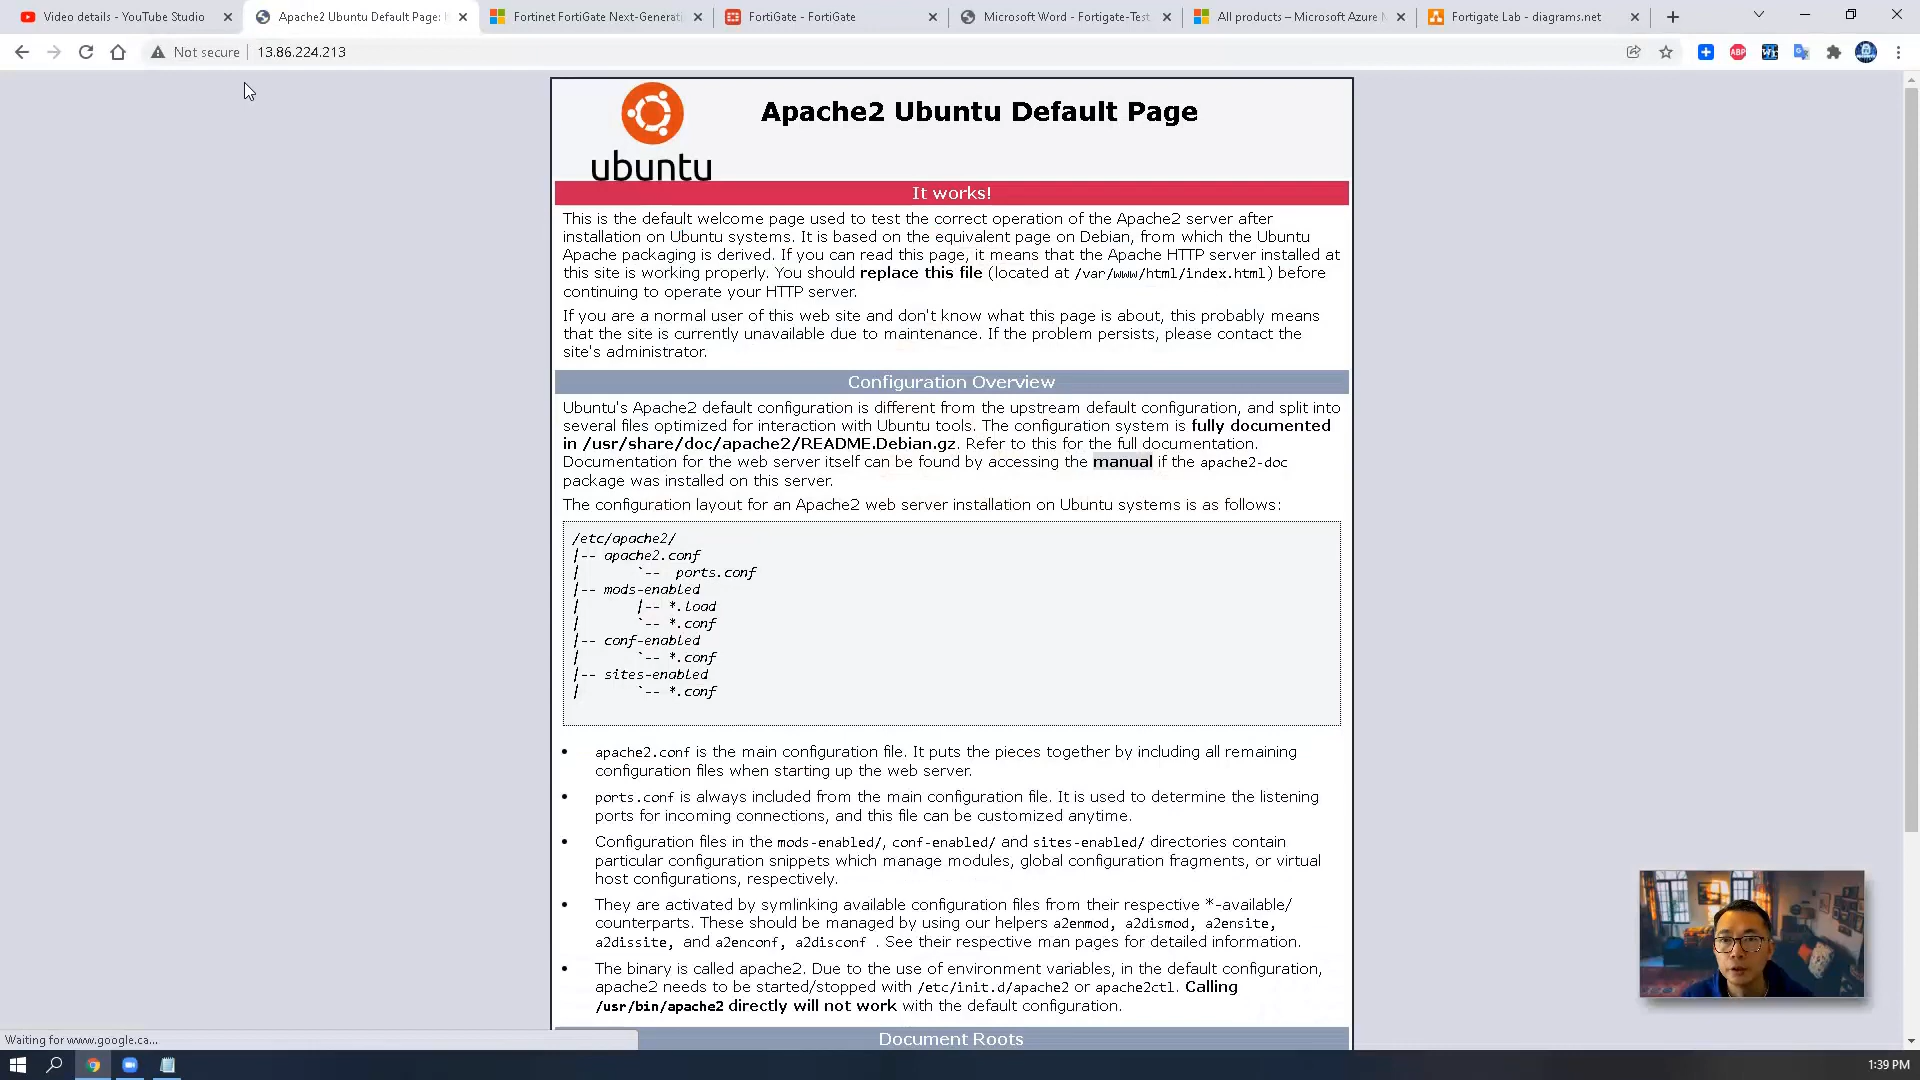 Video details - YouTube Studio
Apache2 Ubuntu Default Page:
Fortinet FortiGate Next-Generati
FortiGate - FortiGate
Microsoft Word - Fortigate-Test
All products – Microsoft Azure
Fortigate Lab - diagrams.net
Not secure
13.86.224.213
ABP
ubuntu
Apache2 Ubuntu Default Page
It works!
This is the default welcome page used to test the correct operation of the Apache2 server after
installation on Ubuntu systems. It is based on the equivalent page on Debian, from which the Ubuntu
Apache packaging is derived. If you can read this page, it means that the Apache HTTP server installed at
this site is working properly. You should replace this file (located at /var/www/html/index.html) before
continuing to operate your HTTP server.
If you are a normal user of this web site and don't know what this page is about, this probably means
that the site is currently unavailable due to maintenance. If the problem persists, please contact the
site's administrator.
Configuration Overview
Ubuntu's Apache2 default configuration is different from the upstream default configuration, and split into
several files optimized for interaction with Ubuntu tools. The configuration system is fully documented
in /usr/share/doc/apache2/README.Debian.gz. Refer to this for the full documentation.
Documentation for the web server itself can be found by accessing the manual if the apache2-doc
package was installed on this server.
The configuration layout for an Apache2 web server installation on Ubuntu systems is as follows:
/etc/apache2/
|-- apache2.conf
|       `--  ports.conf
|-- mods-enabled
|       |-- *.load
|       `-- *.conf
|-- conf-enabled
|       `-- *.conf
|-- sites-enabled
|       `-- *.conf
• apache2.conf is the main configuration file. It puts the pieces together by including all remaining
configuration files when starting up the web server.
• ports.conf is always included from the main configuration file. It is used to determine the listening
ports for incoming connections, and this file can be customized anytime.
• Configuration files in the mods-enabled/, conf-enabled/ and sites-enabled/ directories contain
particular configuration snippets which manage modules, global configuration fragments, or virtual
host configurations, respectively.
• They are activated by symlinking available configuration files from their respective *-available/
counterparts. These should be managed by using our helpers a2enmod, a2dismod, a2ensite,
a2dissite, and a2enconf, a2disconf . See their respective man pages for detailed information.
• The binary is called apache2. Due to the use of environment variables, in the default configuration,
apache2 needs to be started/stopped with /etc/init.d/apache2 or apache2ctl. Calling
/usr/bin/apache2 directly will not work with the default configuration.
Document Roots
Waiting for www.google.ca...
1:39 PM